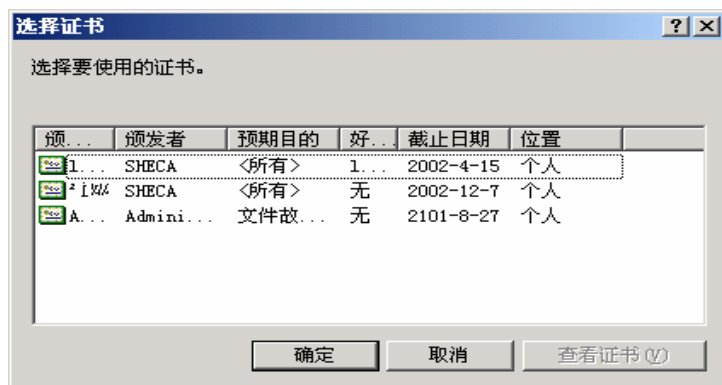 选择证书
选择要使用的证书。
颁... 颁发者 预期目的 好... 截止日期 位置
l... SHECA <所有> l... 2002-4-15 个人
SHECA <所有> 无 2002-12-7 个人
A... Admini... 文件故... 无 2101-8-27 个人
确定 取消 查看证书(V)